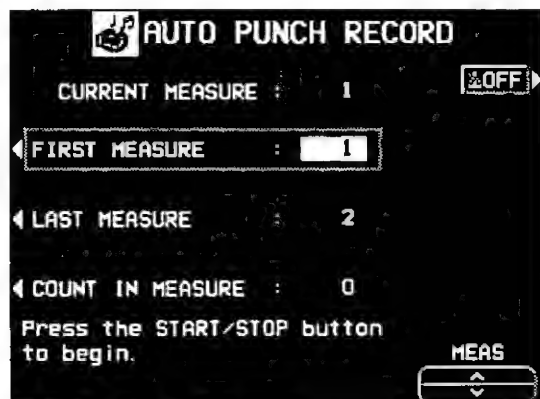 AUTO PUNCH RECORD
CURRENT MEASURE : 1
OFF
FIRST MEASURE : 1
LAST MEASURE : 2
COUNT IN MEASURE : 0
Press the START/STOP button
to begin.
MEAS